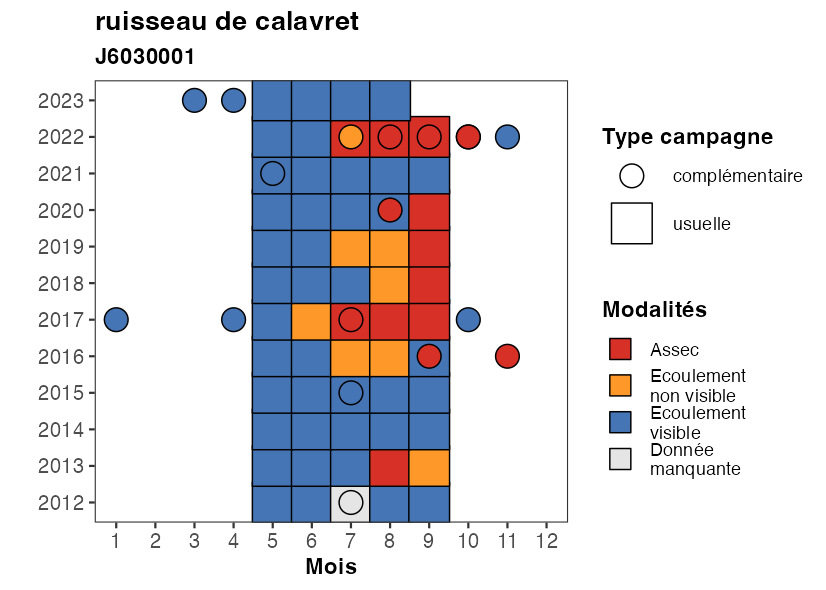 ruisseau de calavret
J6030001
2023
2022
2021
2020
2019
2018
2017
2016
2015
2014
2013
2012
1 2 3 4 5 6 7 8 9 10 11 12
Mois
Type campagne
complémentaire
usuelle
Modalités
Assec
Ecoulement
non visible
Ecoulement
visible
Donnée
manquante